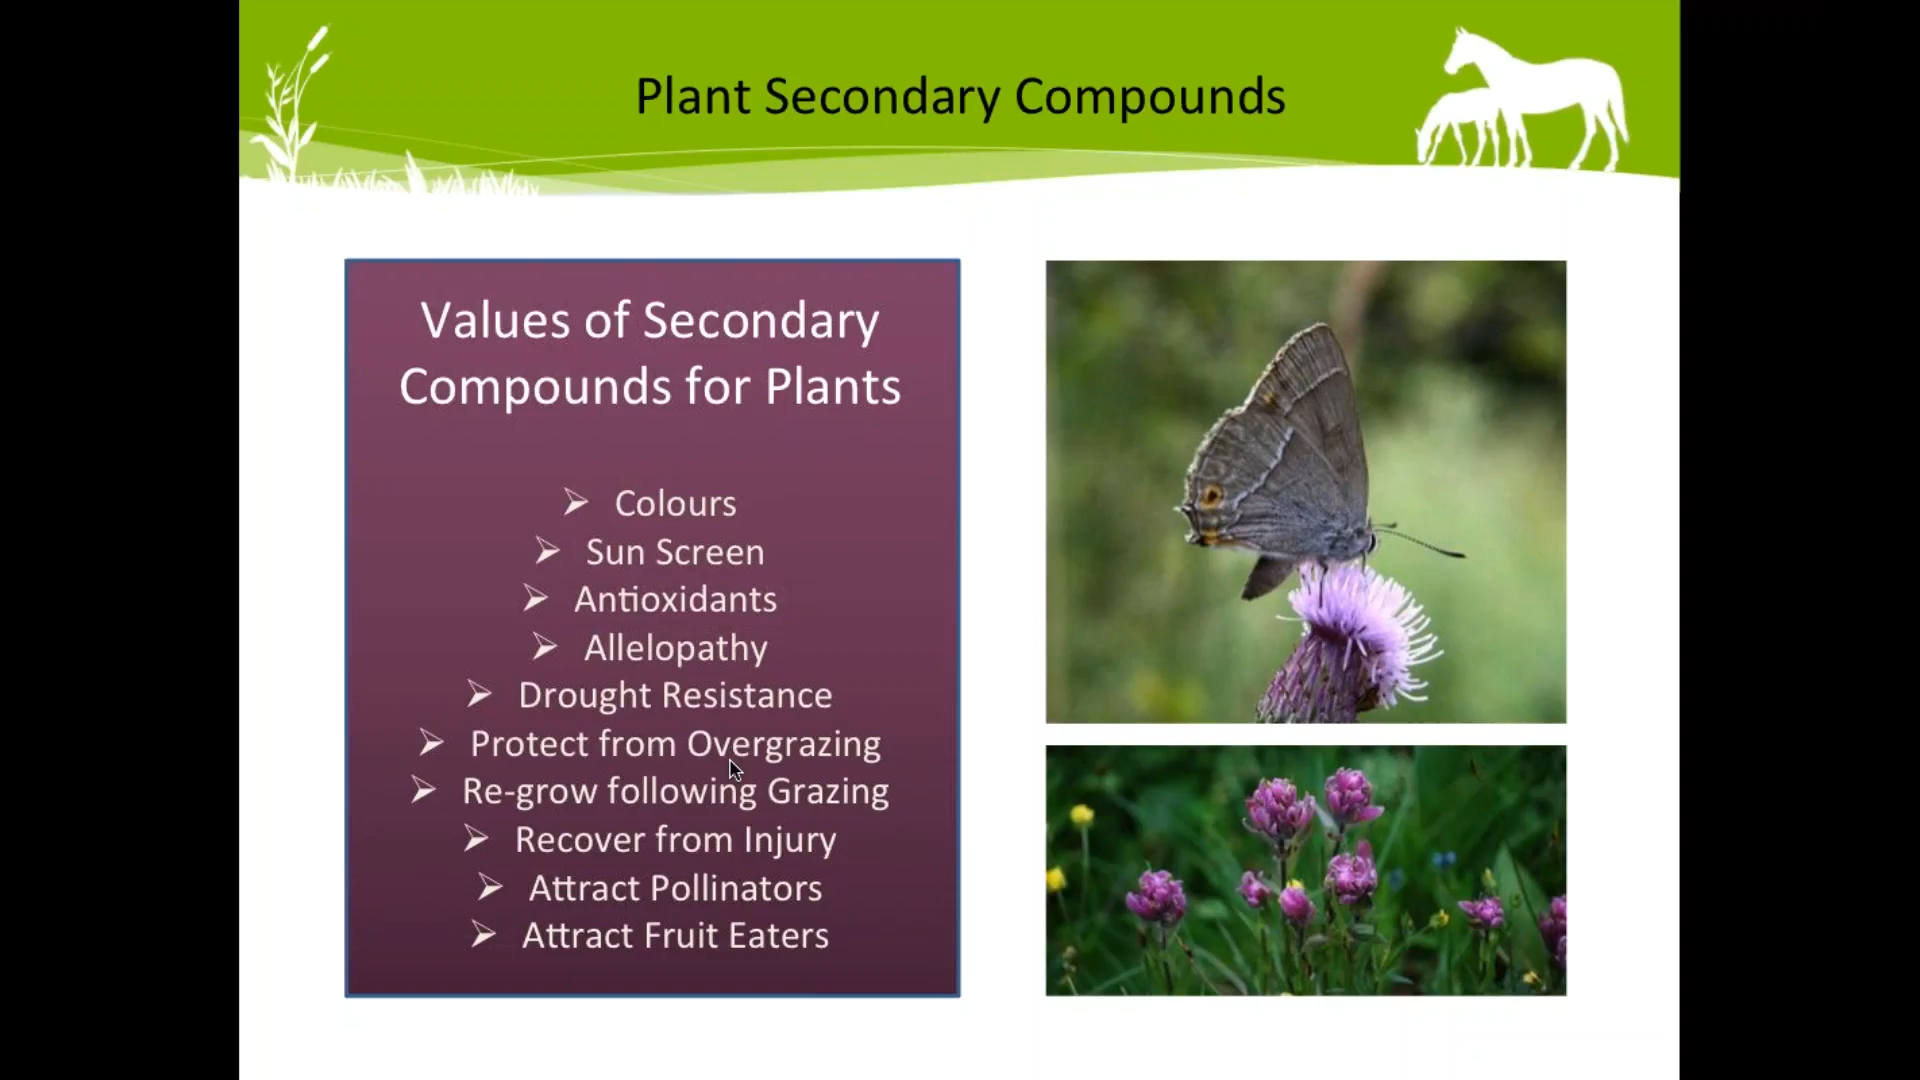 Plant Secondary Compounds
Values of Secondary
Compounds for Plants
➢ Colours
➢ Sun Screen
➢ Antioxidants
➢ Allelopathy
➢ Drought Resistance
➢ Protect from Overgrazing
➢ Re-grow following Grazing
➢ Recover from Injury
➢ Attract Pollinators
➢ Attract Fruit Eaters